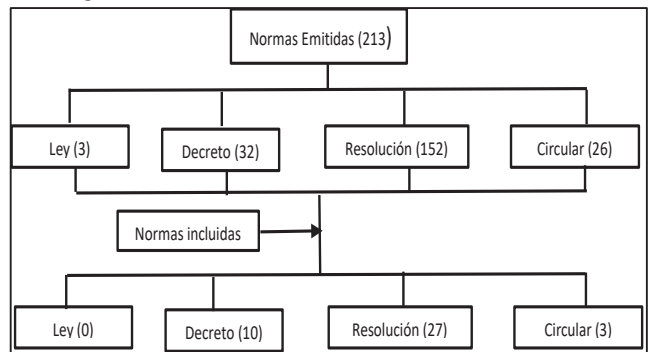 Normas Emitidas (213)
Ley (3)
Decreto (32)
Resolución (152)
Circular (26)
Normas incluidas
Ley (0)
Decreto (10)
Resolución (27)
Circular (3)